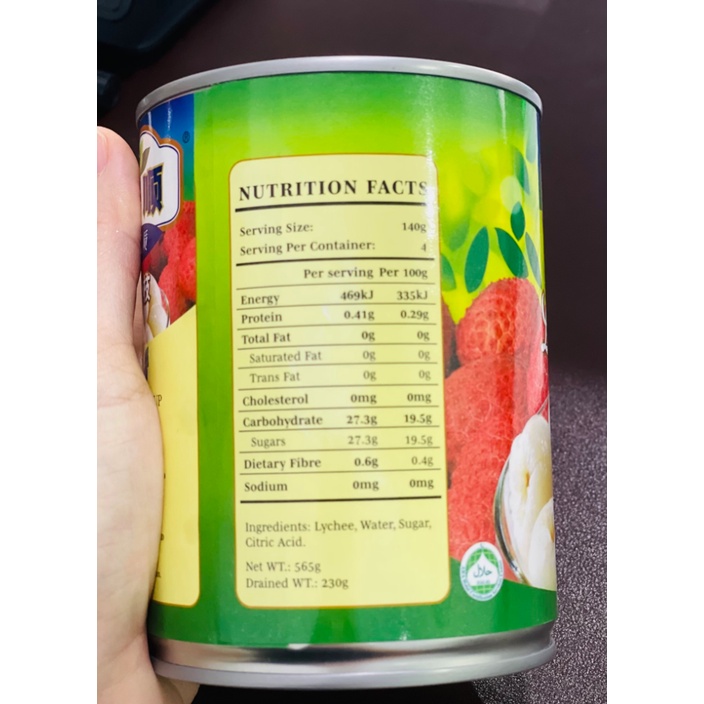 ®
NUTRITION FACTS
Serving Size: 140g
Serving Per Container: 4
Per serving Per 100g
Energy 469kJ 335kJ
Protein 0.41g 0.29g
Total Fat 0g 0g
Saturated Fat 0g 0g
Trans Fat 0g 0g
Cholesterol 0mg 0mg
Carbohydrate 27.3g 19.5g
Sugars 27.3g 19.5g
Dietary Fibre 0.6g 0.4g
Sodium 0mg 0mg
Ingredients: Lychee, Water, Sugar,
Citric Acid.
Net WT.: 565g
Drained WT.: 230g
حلال